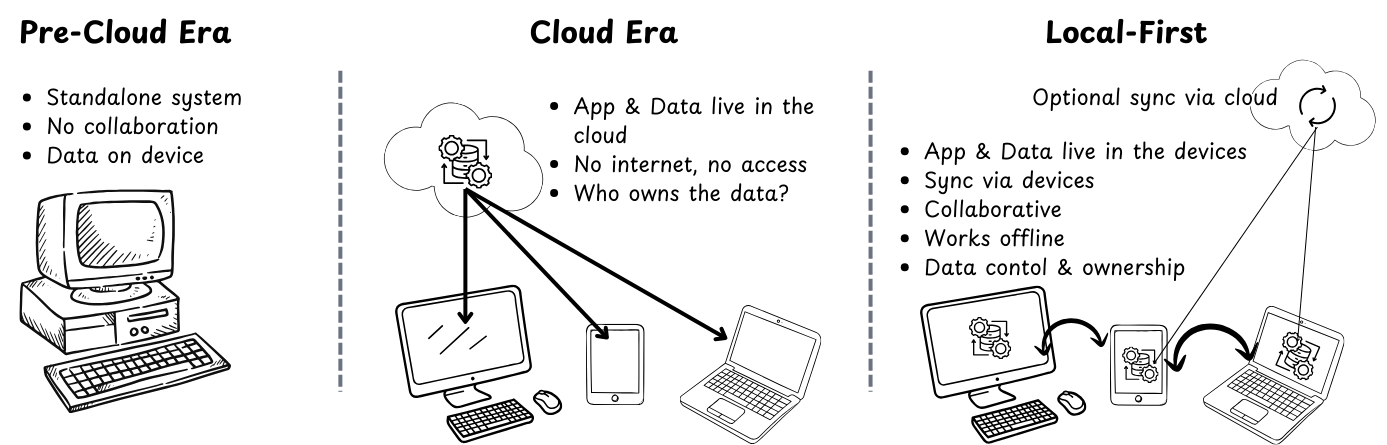 Pre-Cloud Era
• Standalone system
• No collaboration
• Data on device
Cloud Era
• App & Data live in the
cloud
• No internet, no access
• Who owns the data?
Local-First
Optional sync via cloud
• App & Data live in the devices
• Sync via devices
• Collaborative
• Works offline
• Data contol & ownership